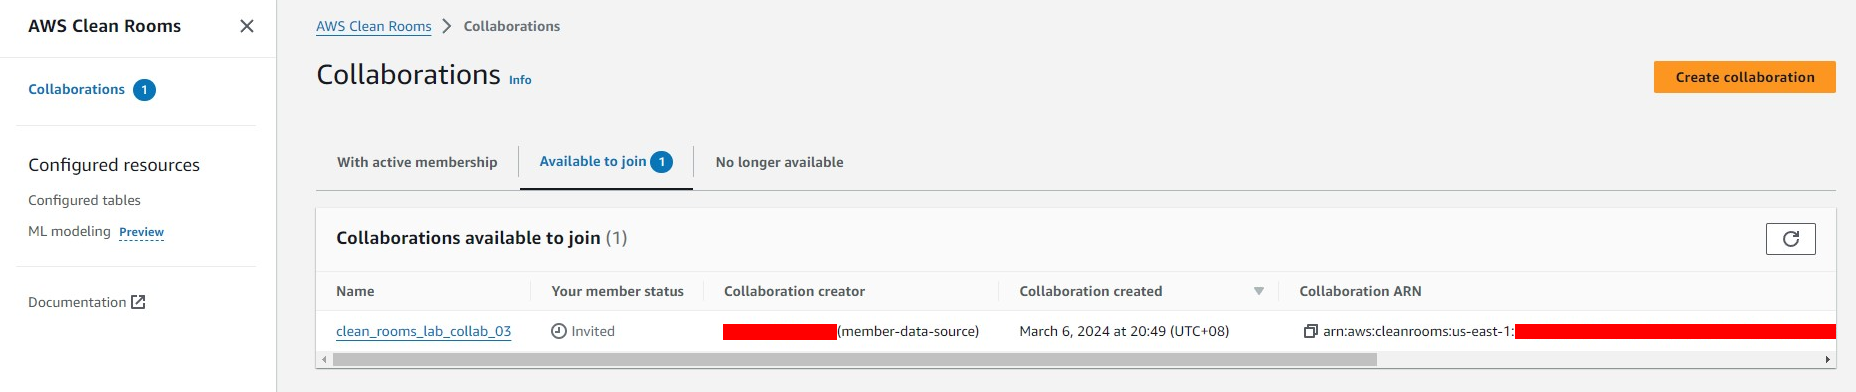 AWS Clean Rooms
Collaborations 1
Configured resources
Configured tables
ML modeling Preview
Documentation
AWS Clean Rooms > Collaborations
Collaborations Info
Create collaboration
With active membership
Available to join 1
No longer available
Collaborations available to join (1)
Name
Your member status
Collaboration creator
Collaboration created
Collaboration ARN
clean_rooms_lab_collab_03
Invited
(member-data-source)
March 6, 2024 at 20:49 (UTC+08)
arn:aws:cleanrooms:us-east-1: